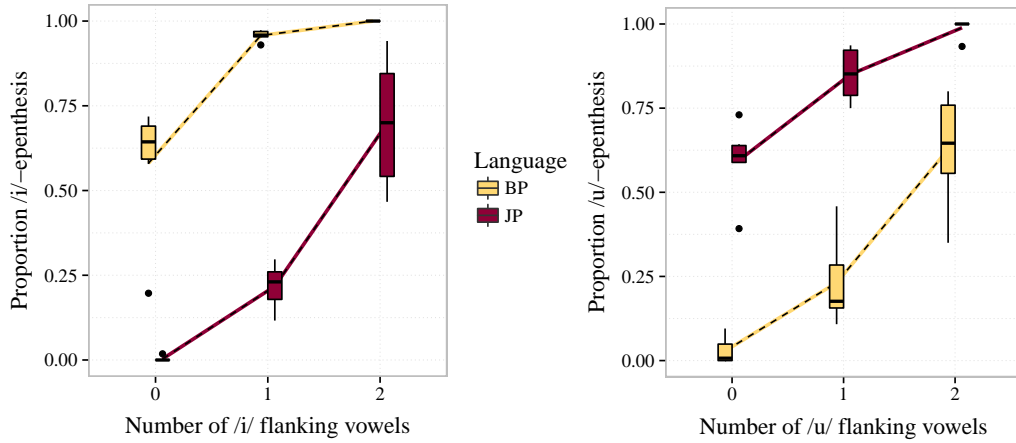 Proportion /i/−epenthesis
1.00
0.75
0.50
0.25
0.00
0 1 2
Number of /i/ flanking vowels
Language
BP
JP
Proportion /u/−epenthesis
1.00
0.75
0.50
0.25
0.00
0 1 2
Number of /u/ flanking vowels